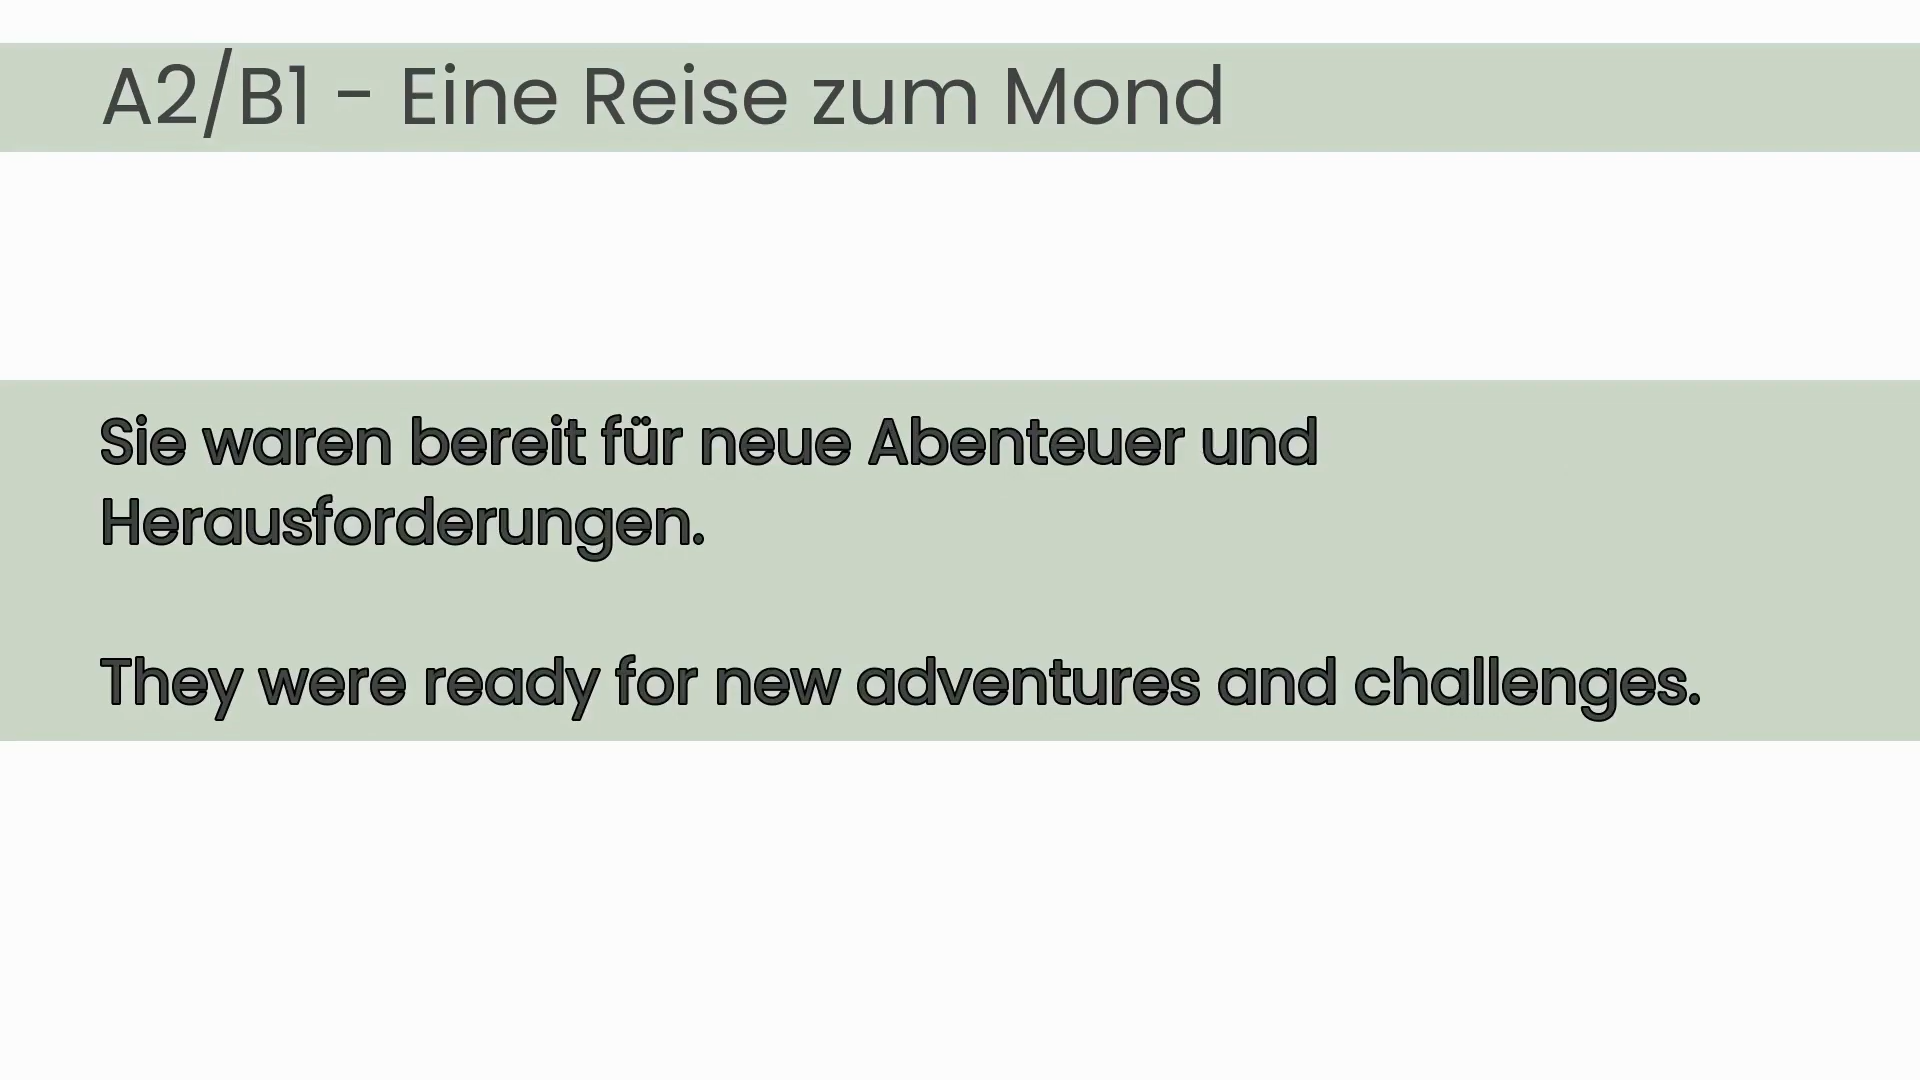 A2/B1 - Eine Reise zum Mond
Sie waren bereit für neue Abenteuer und
Herausforderungen.
They were ready for new adventures and challenges.